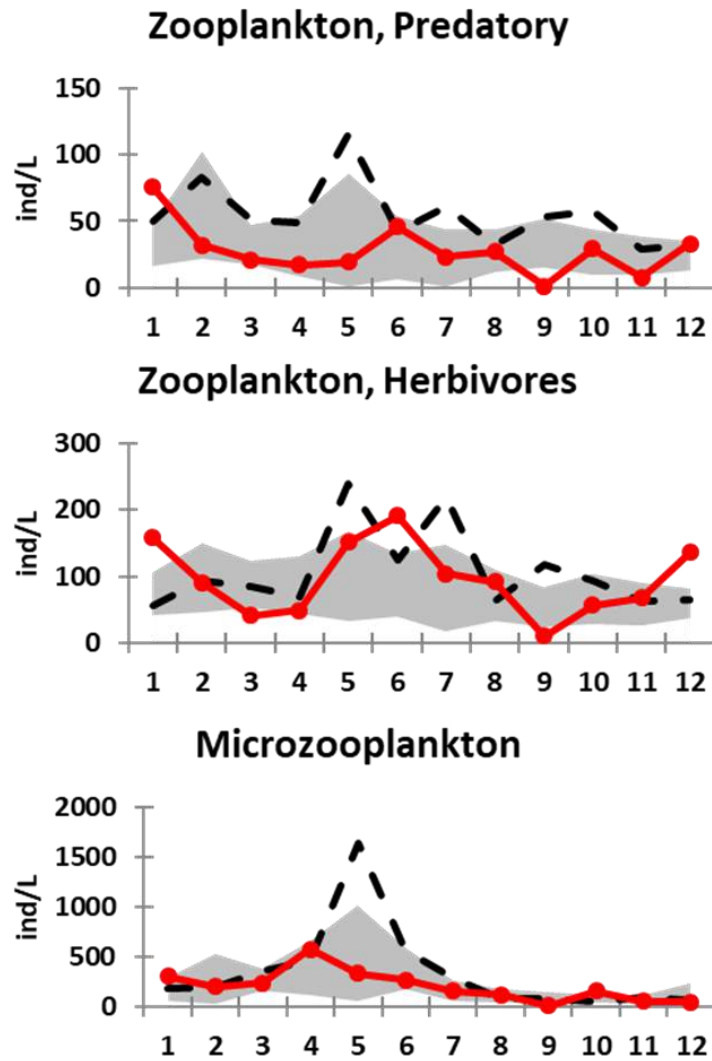 Zooplankton, Predatory
150
100
50
0
ind/L
1 2 3 4 5 6 7 8 9 10 11 12
Zooplankton, Herbivores
300
200
100
0
ind/L
1 2 3 4 5 6 7 8 9 10 11 12
Microzooplankton
2000
1500
1000
500
0
ind/L
1 2 3 4 5 6 7 8 9 10 11 12